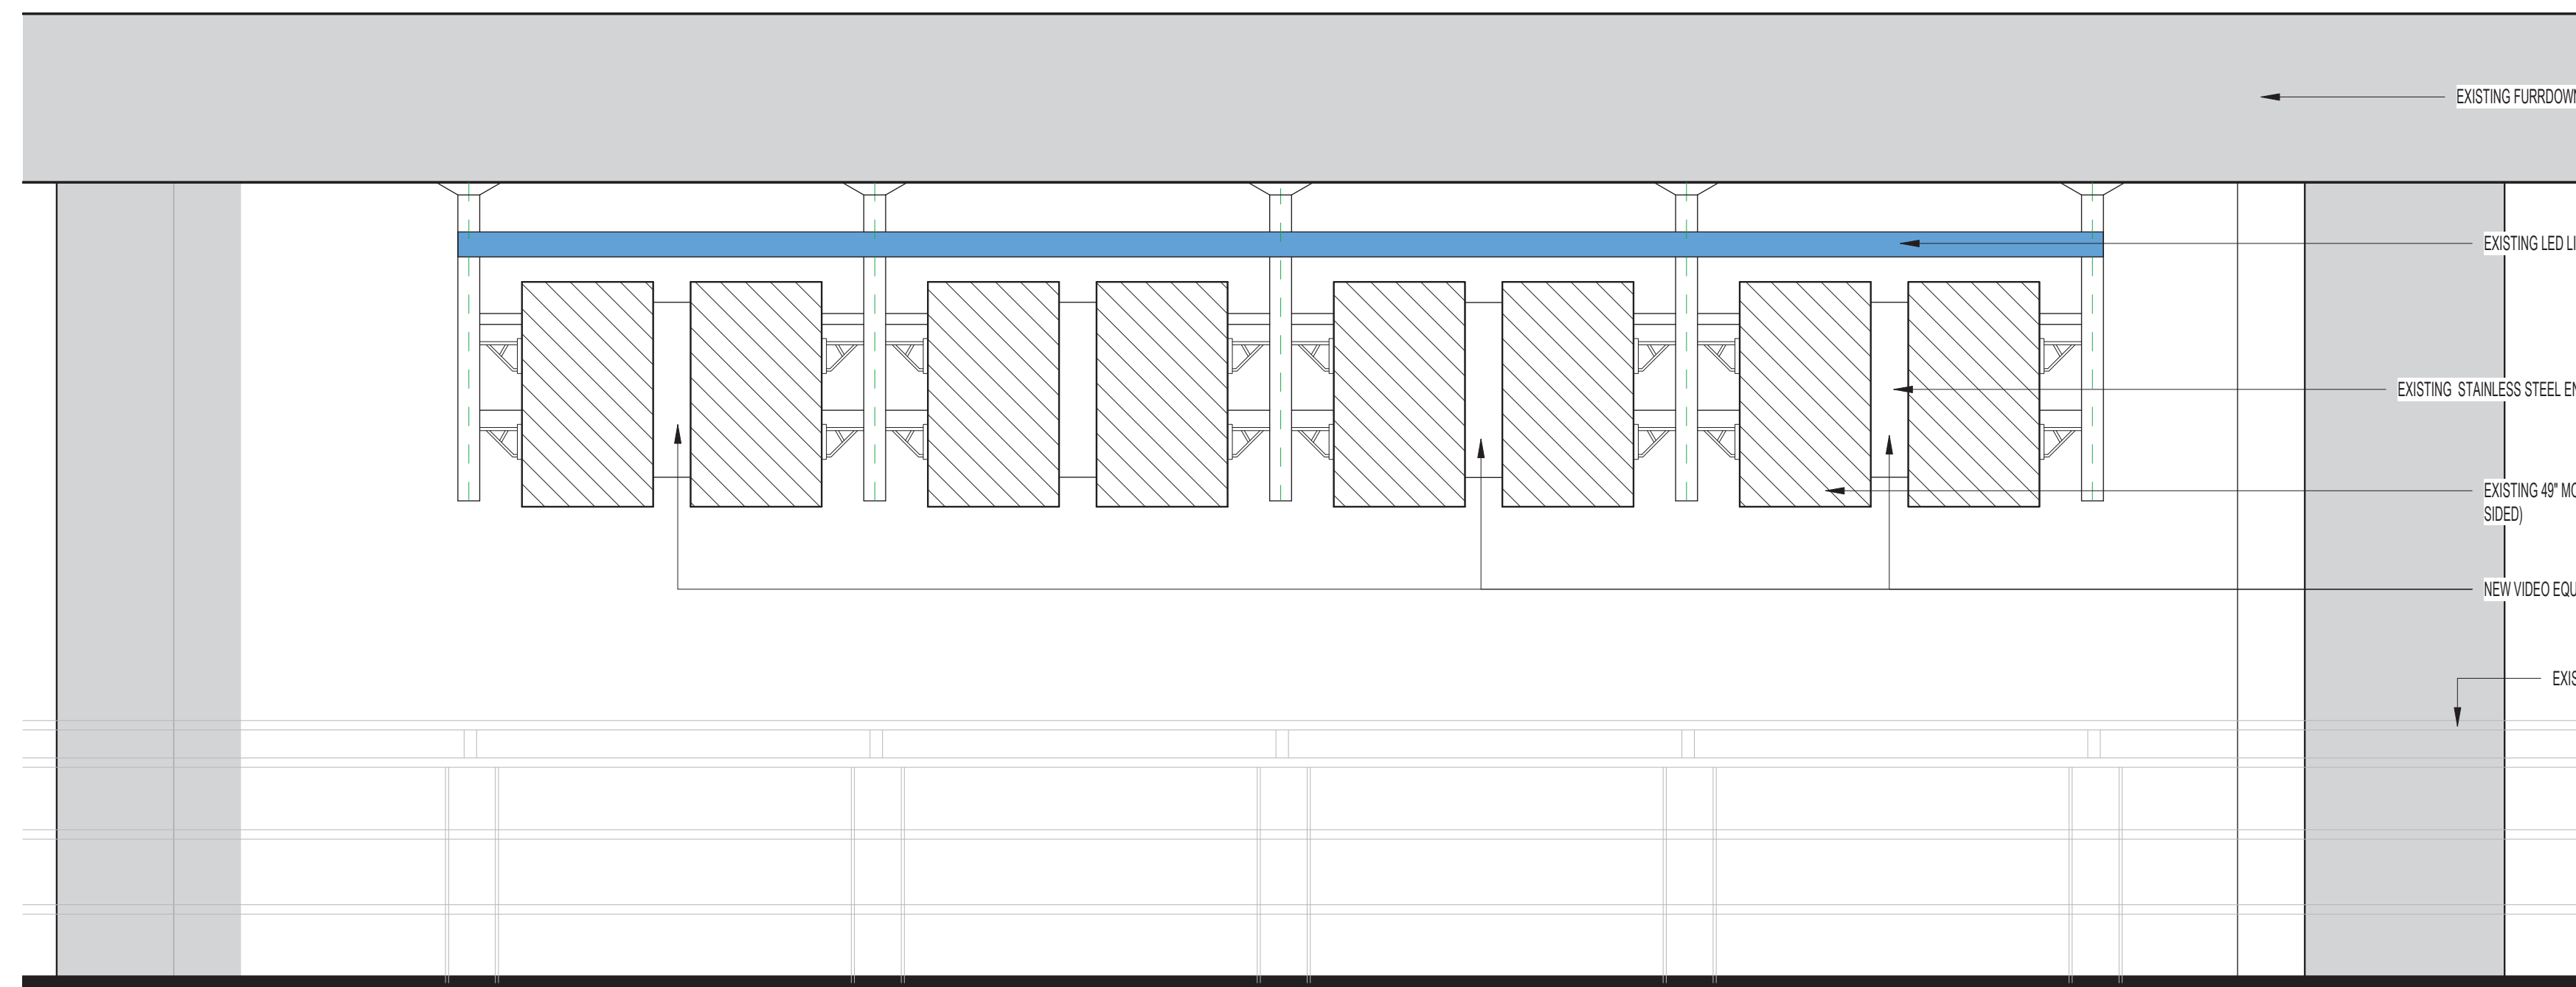 EXISTING FURRDOWN
EXISTING LED LI
EXISTING STAINLESS STEEL EN
EXISTING 49" MO
SIDED)
NEW VIDEO EQU
EXIS